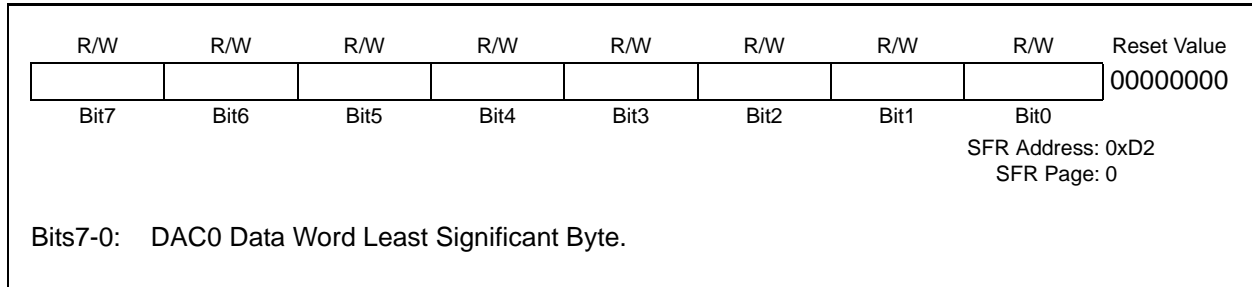 R/W R/W R/W R/W R/W R/W R/W R/W Reset Value
00000000
Bit7 Bit6 Bit5 Bit4 Bit3 Bit2 Bit1 Bit0
SFR Address: 0xD2
SFR Page: 0
Bits7-0: DAC0 Data Word Least Significant Byte.